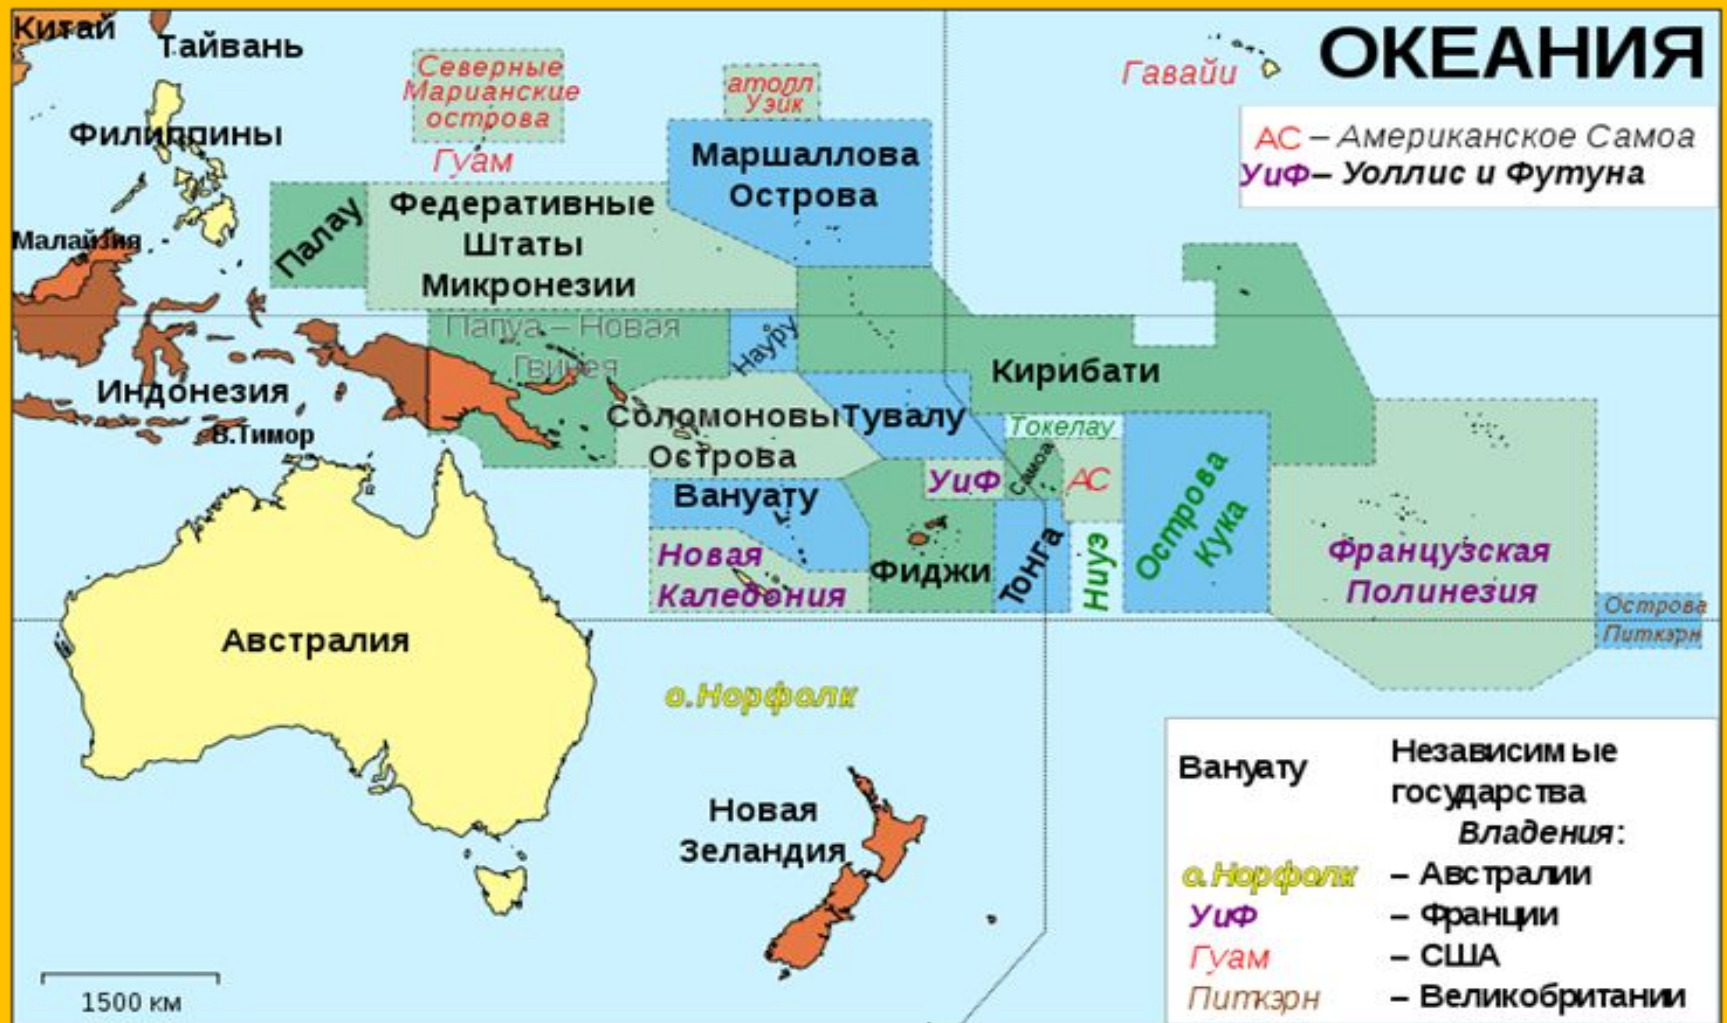 ОКЕАНИЯ
Китай
Тайвань
Северные
Марианские
острова
атолл
Уэйк
Гавайи
АС – Американское Самоа
УиФ– Уоллис и Футуна
Филиппины
Гуам
Маршаллова
Острова
Палау
Федеративные
Штаты
Микронезии
Малайзия
Папуа – Новая
Гвинея
Науру
Кирибати
Индонезия
В.Тимор
Соломоновы
Острова
Тувалу
Токелау
Самоа
АС
УиФ
Вануату
Острова
Кука
Новая
Каледония
Фиджи
Тонга
Ниуэ
Французская
Полинезия
Острова
Питкэрн
Австралия
о.Норфолк
Новая
Зеландия
1500 км
Вануату
Независимые
государства
Владения:
о.Норфолк – Австралии
УиФ – Франции
Гуам – США
Питкэрн – Великобритании